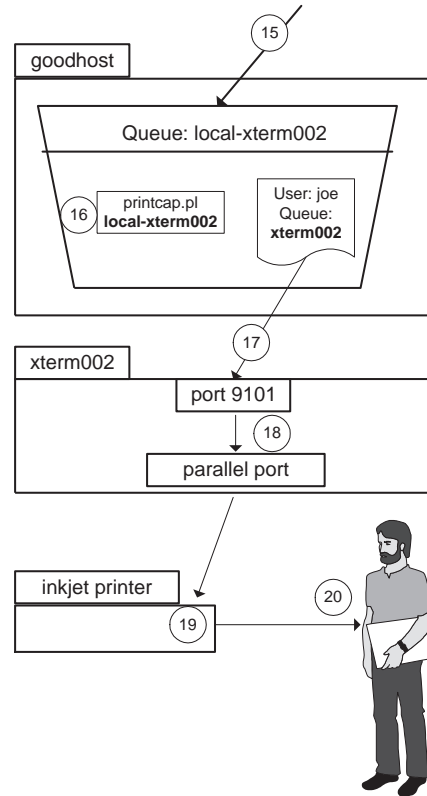 15
goodhost
Queue: local-xterm002
16
printcap.pl
local-xterm002
User: joe
Queue:
xterm002
17
xterm002
port 9101
18
parallel port
inkjet printer
19
20